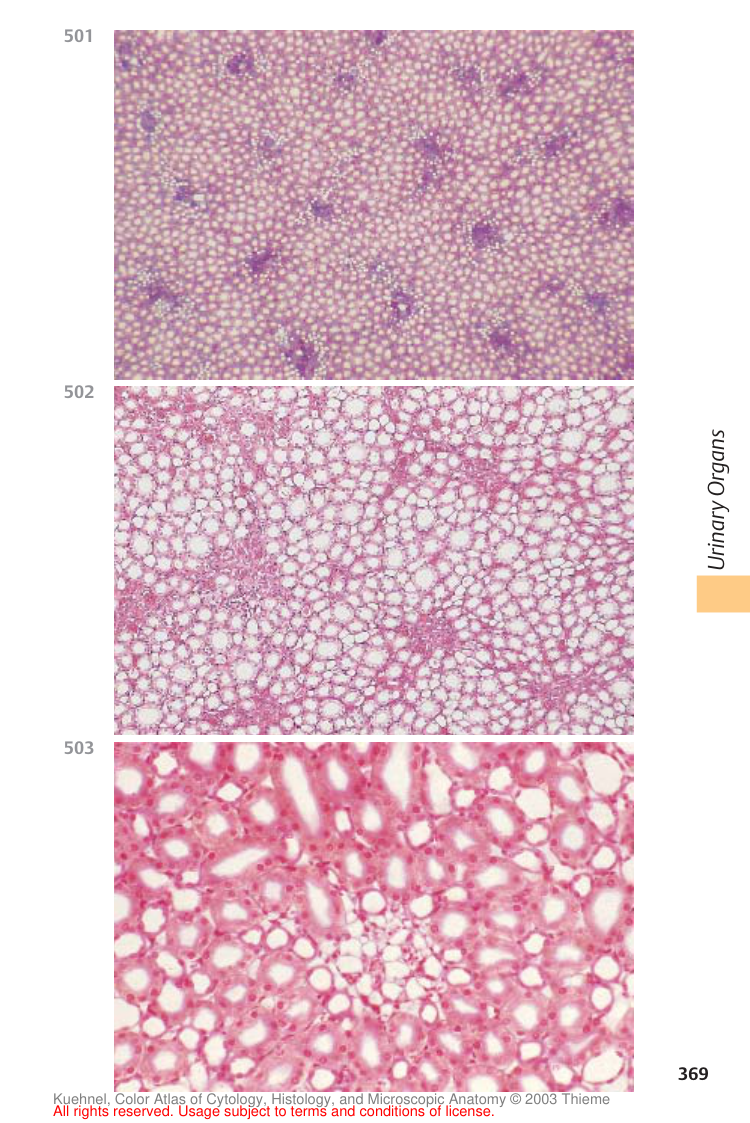 501
502
Urinary Organs
503
369
Kuehnel, Color Atlas of Cytology, Histology, and Microscopic Anatomy © 2003 Thieme
All rights reserved. Usage subject to terms and conditions of license.